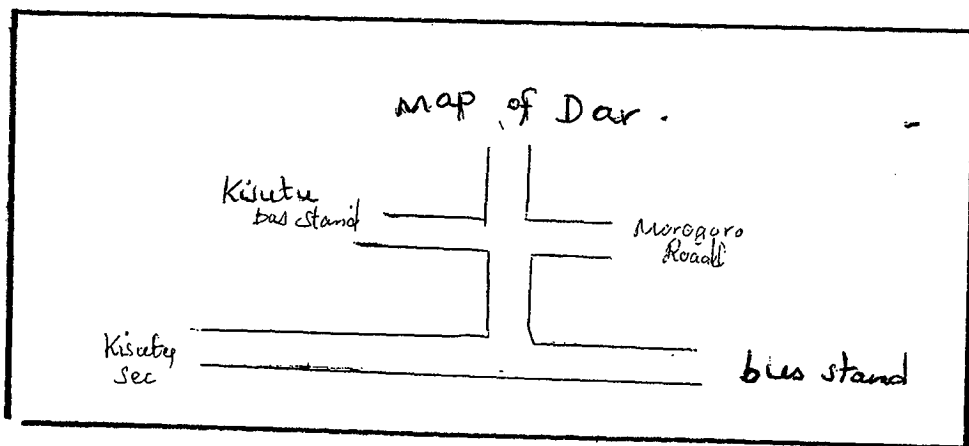 Map of Dar.
Kisutu
bus stand
Morogoro
Road
Kisutu
Sec
bus stand